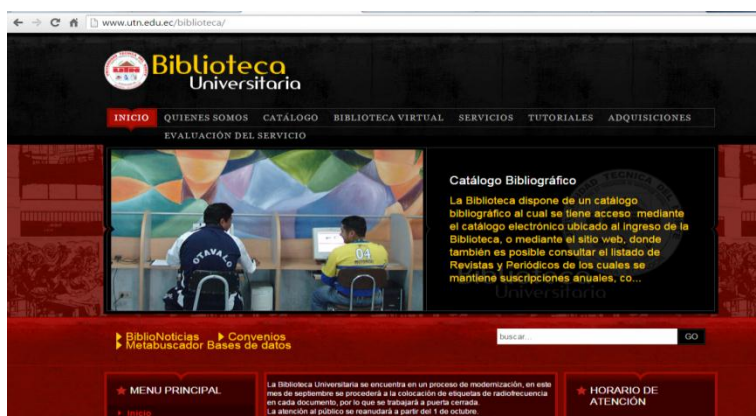 www.utn.edu.ec/biblioteca/
Biblioteca
Universitaria
INICIO QUIENES SOMOS CATÁLOGO BIBLIOTECA VIRTUAL SERVICIOS TUTORIALES ADQUISICIONES
EVALUACIÓN DEL SERVICIO
OTAVALO
04
Catálogo Bibliográfico
La Biblioteca dispone de un catálogo
bibliográfico al cual se tiene acceso mediante
el catálogo electrónico ubicado al ingreso de la
Biblioteca, o mediante el sitio web, donde
también es posible consultar el listado de
Revistas y Periódicos de los cuales se
mantiene suscripciones anuales, co...
Universitaria
BiblioNoticias Convenios
Metabuscador Bases de datos
buscar... GO
MENU PRINCIPAL
Inicio
La Biblioteca Universitaria se encuentra en un proceso de modernización, en este
mes de septiembre se procederá a la colocación de etiquetas de radiofrecuencia
en cada documento, por lo que se trabajará a puerta cerrada.
La atención al público se reanudará a partir del 1 de octubre.
HORARIO DE
ATENCIÓN